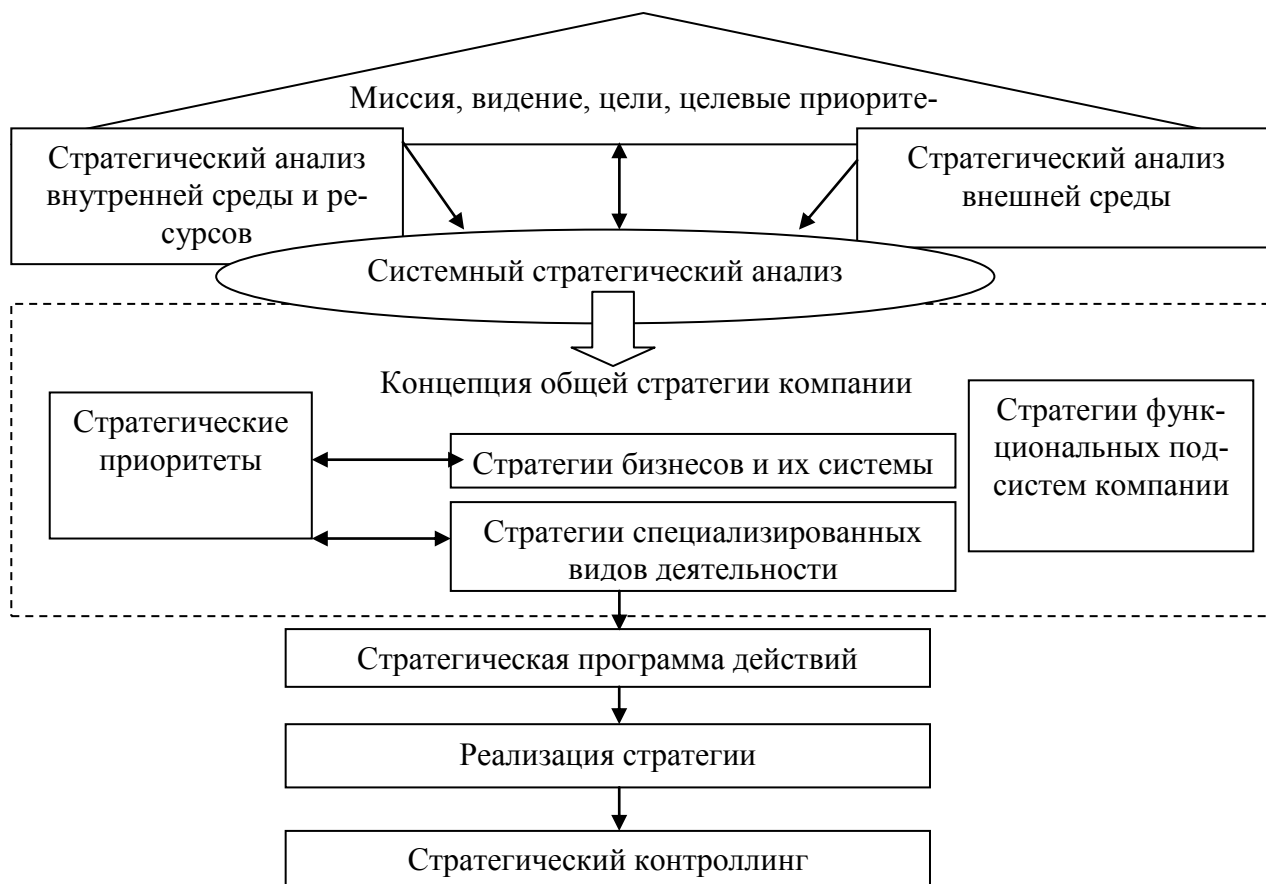 Миссия, видение, цели, целевые приорите-
Стратегический анализ
внутренней среды и ре-
сурсов
Стратегический анализ
внешней среды
Системный стратегический анализ
Концепция общей стратегии компании
Стратегические
приоритеты
Стратегии бизнесов и их системы
Стратегии специализированных
видов деятельности
Стратегии функ-
циональных под-
систем компании
Стратегическая программа действий
Реализация стратегии
Стратегический контроллинг